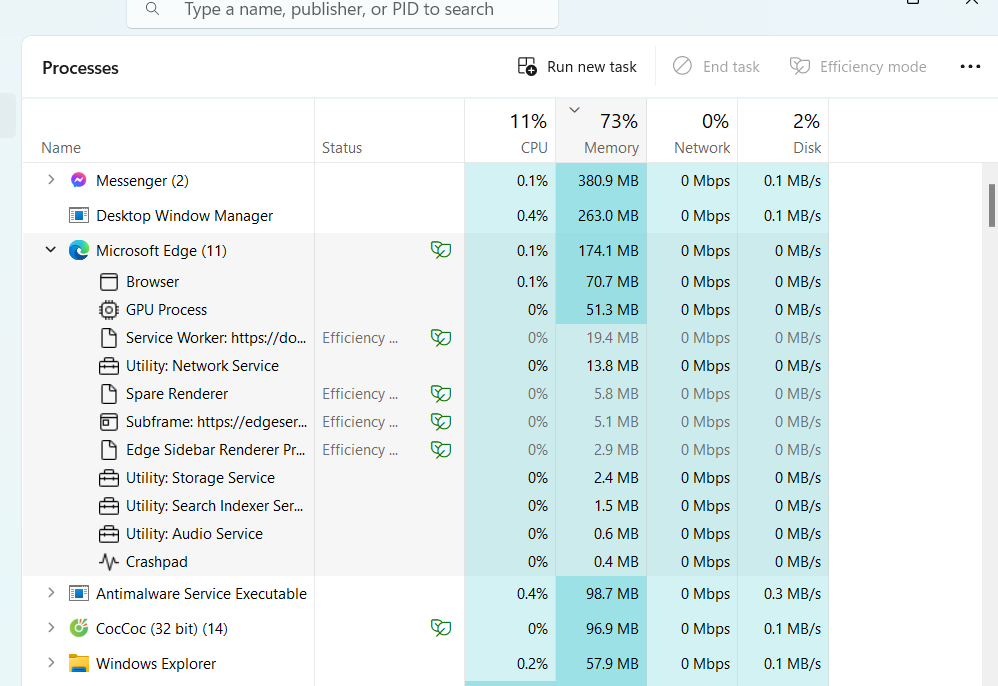 Type a name, publisher, or PID to search
Processes
Run new task
End task
Efficiency mode
11% 73% 0% 2%
Name Status CPU Memory Network Disk
Messenger (2) 0.1% 380.9 MB 0 Mbps 0.1 MB/s
Desktop Window Manager 0.4% 263.0 MB 0 Mbps 0.1 MB/s
Microsoft Edge (11) 0.1% 174.1 MB 0 Mbps 0 MB/s
Browser 0.1% 70.7 MB 0 Mbps 0 MB/s
GPU Process 0% 51.3 MB 0 Mbps 0 MB/s
Service Worker: https://do... Efficiency ... 0% 19.4 MB 0 Mbps 0 MB/s
Utility: Network Service 0% 13.8 MB 0 Mbps 0 MB/s
Spare Renderer Efficiency ... 0% 5.8 MB 0 Mbps 0 MB/s
Subframe: https://edgeser... Efficiency ... 0% 5.1 MB 0 Mbps 0 MB/s
Edge Sidebar Renderer Pr... Efficiency ... 0% 2.9 MB 0 Mbps 0 MB/s
Utility: Storage Service 0% 2.4 MB 0 Mbps 0 MB/s
Utility: Search Indexer Ser... 0% 1.5 MB 0 Mbps 0 MB/s
Utility: Audio Service 0% 0.6 MB 0 Mbps 0 MB/s
Crashpad 0% 0.4 MB 0 Mbps 0 MB/s
Antimalware Service Executable 0.4% 98.7 MB 0 Mbps 0.3 MB/s
CocCoc (32 bit) (14) 0% 96.9 MB 0 Mbps 0.1 MB/s
Windows Explorer 0.2% 57.9 MB 0 Mbps 0.1 MB/s